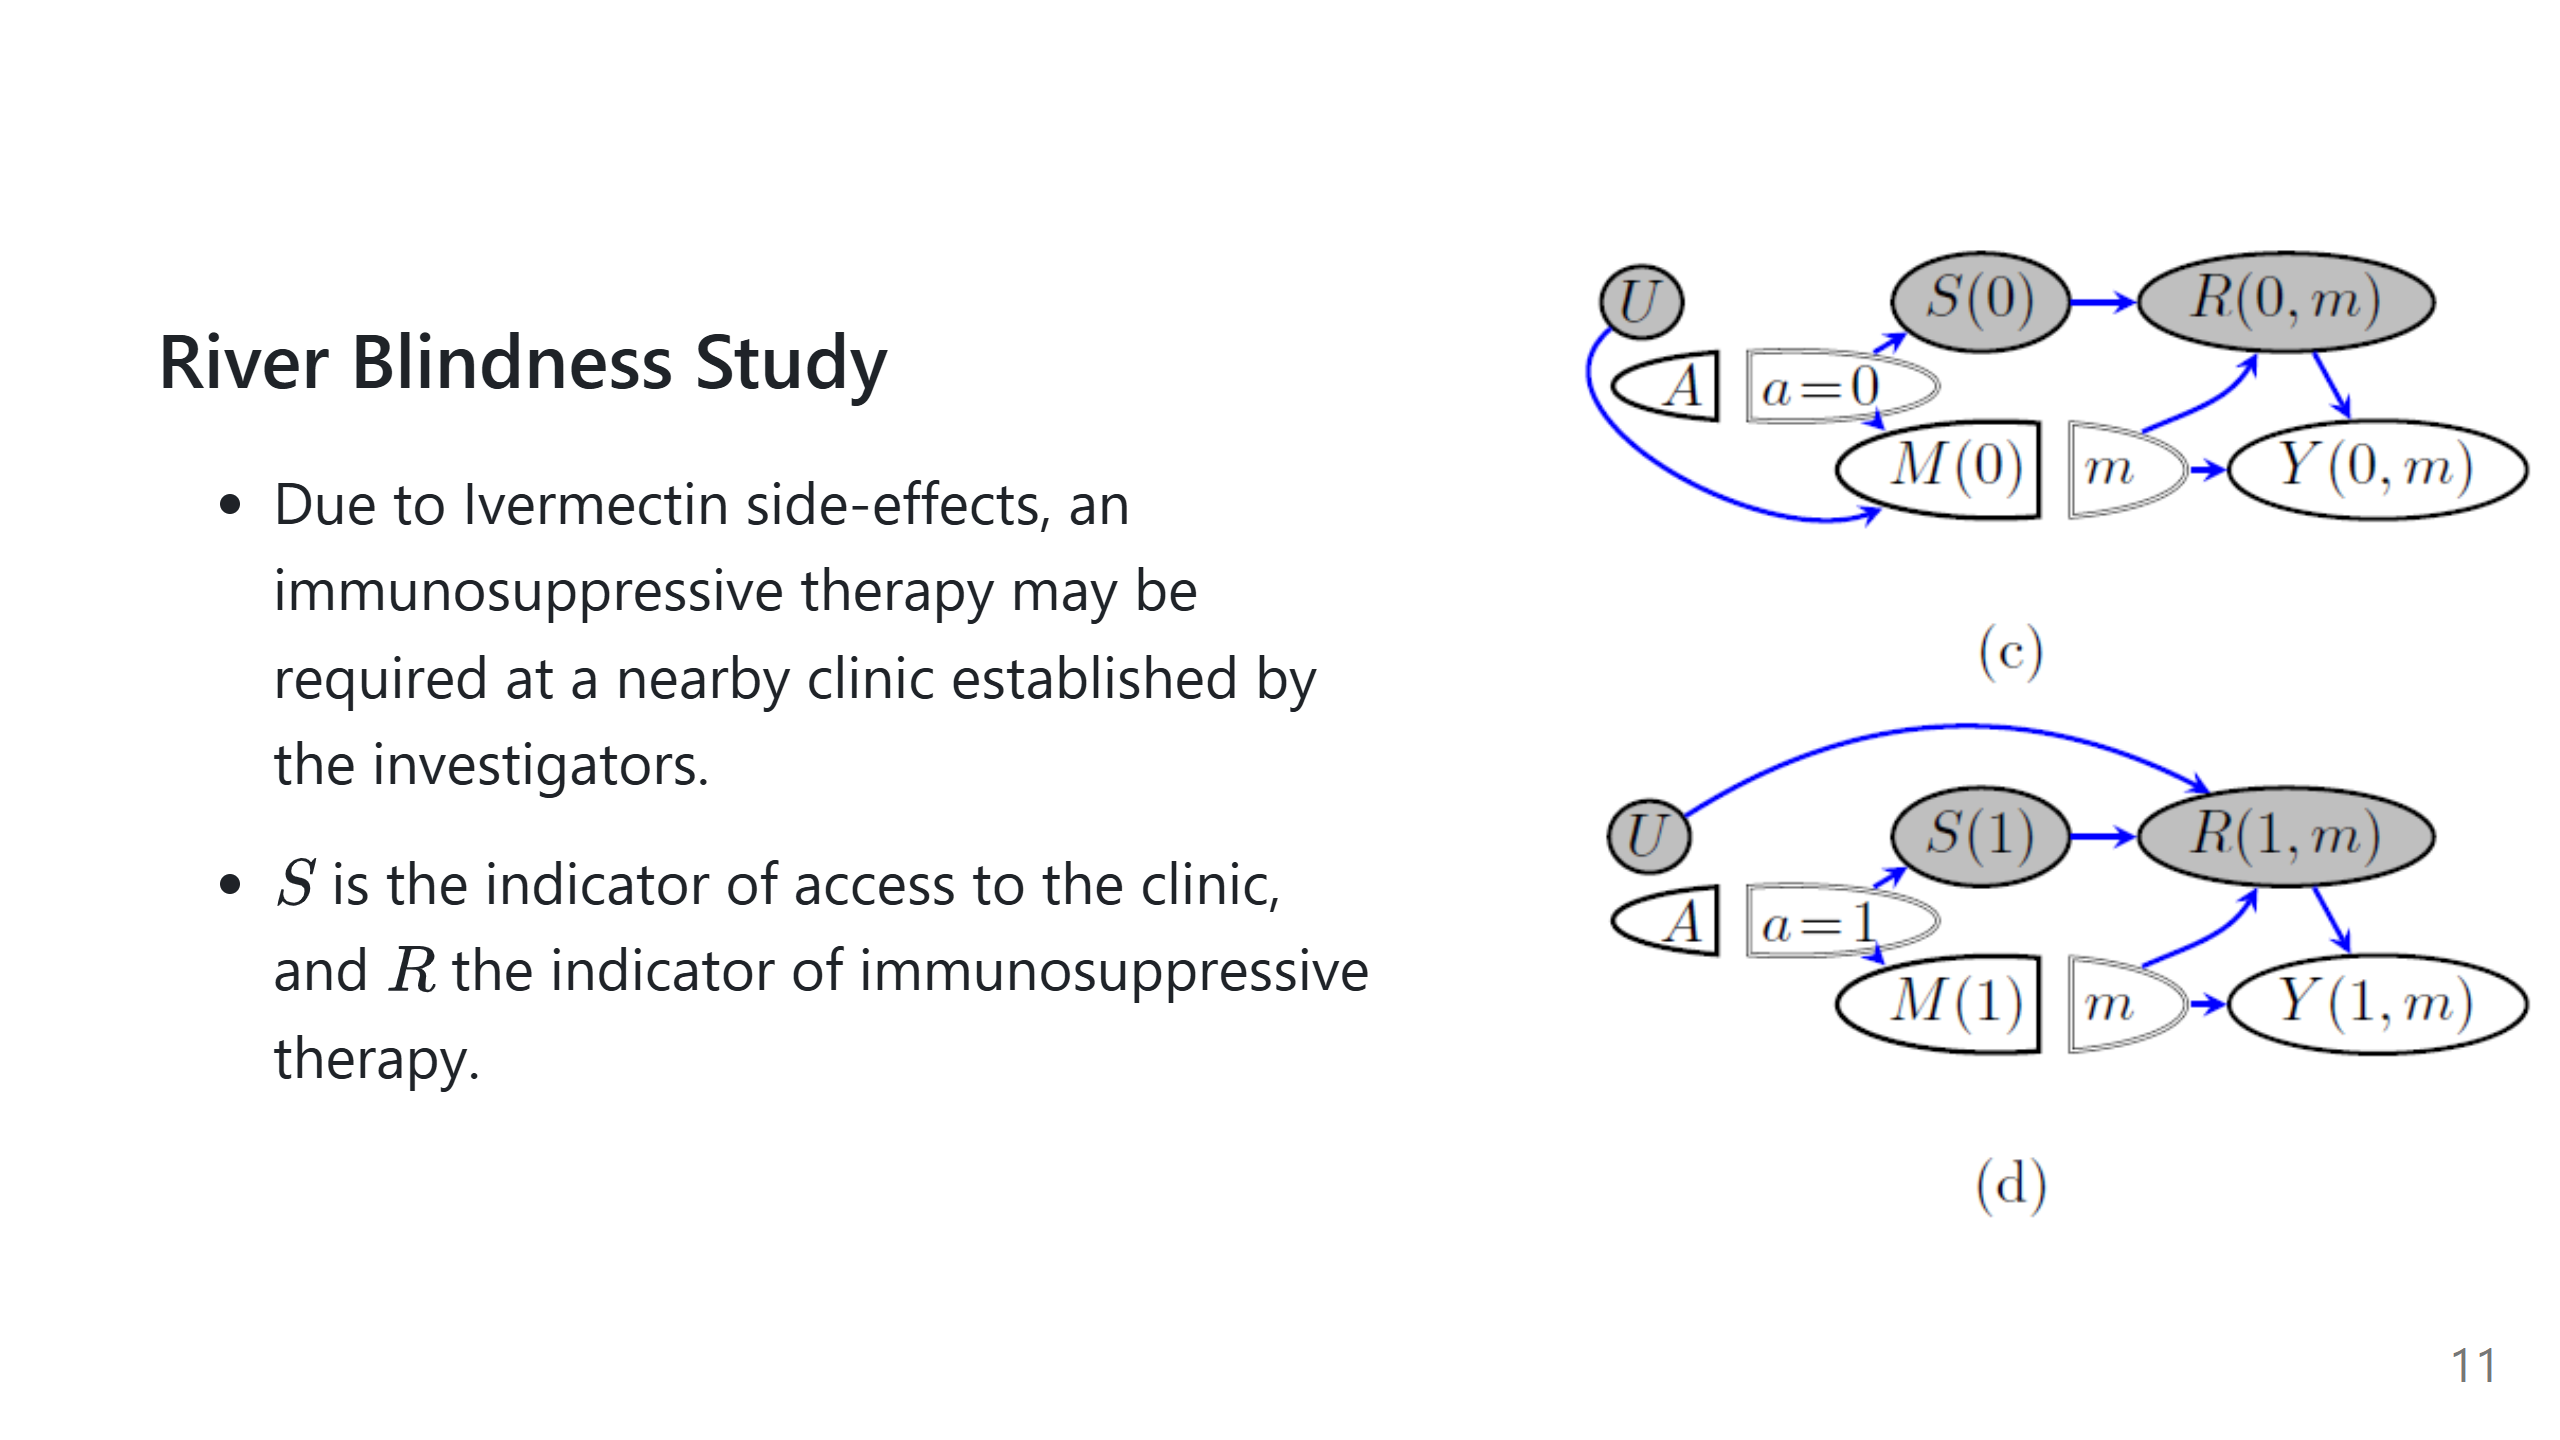 River Blindness Study
• Due to Ivermectin side-effects, an
immunosuppressive therapy may be
required at a nearby clinic established by
the investigators.
• S is the indicator of access to the clinic,
and R the indicator of immunosuppressive
therapy.
U
S(0)
R(0, m)
A
a = 0
M(0)
m
Y(0, m)
(c)
U
S(1)
R(1, m)
A
a = 1
M(1)
m
Y(1, m)
(d)
11